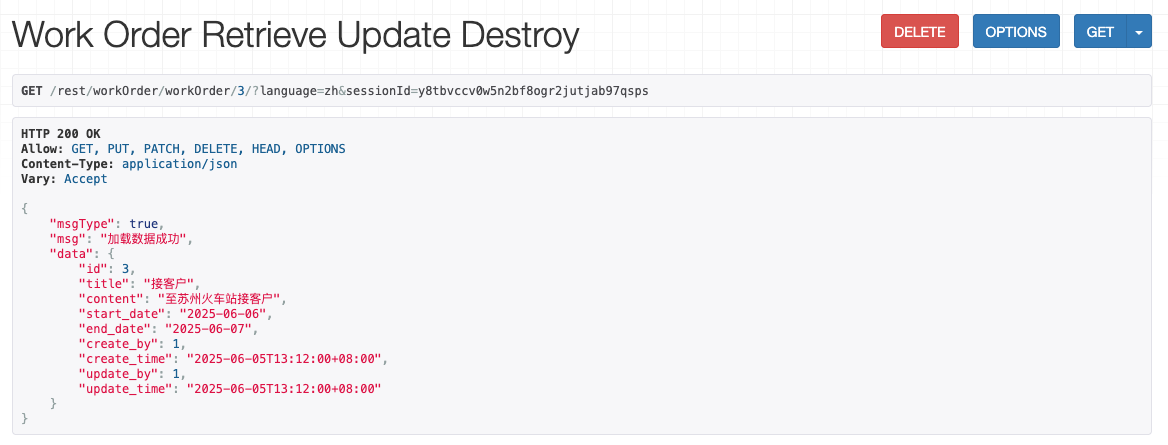 Work Order Retrieve Update Destroy
DELETE OPTIONS GET
GET /rest/workOrder/workOrder/3/?language=zh&sessionId=y8tbvccv0w5n2bf8ogr2jutjab97qsps
HTTP 200 OK
Allow: GET, PUT, PATCH, DELETE, HEAD, OPTIONS
Content-Type: application/json
Vary: Accept
{
    "msgType": true,
    "msg": "加载数据成功",
    "data": {
        "id": 3,
        "title": "接客户",
        "content": "至苏州火车站接客户",
        "start_date": "2025-06-06",
        "end_date": "2025-06-07",
        "create_by": 1,
        "create_time": "2025-06-05T13:12:00+08:00",
        "update_by": 1,
        "update_time": "2025-06-05T13:12:00+08:00"
    }
}